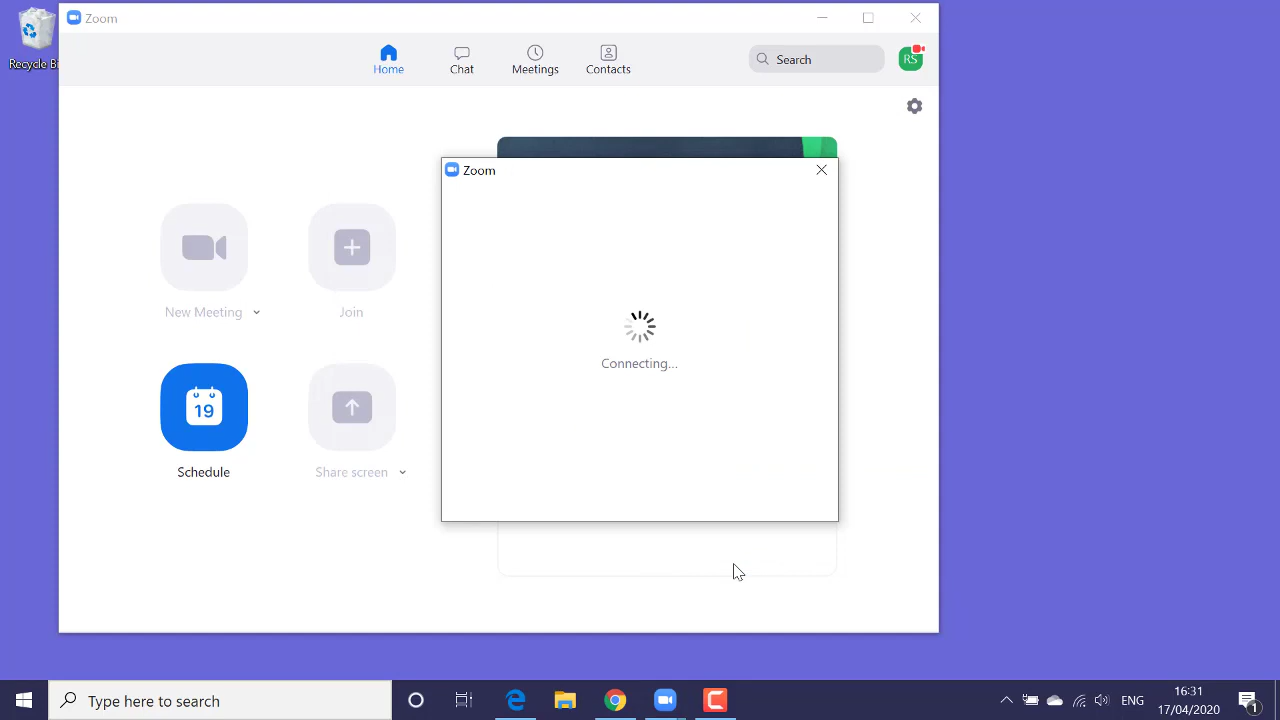 Recycle Bi
Zoom
Home
Chat
Meetings
Contacts
Search
RS
Zoom
Connecting...
New Meeting
Join
19
Schedule
Share screen
Type here to search
ENG
16:31
17/04/2020
1